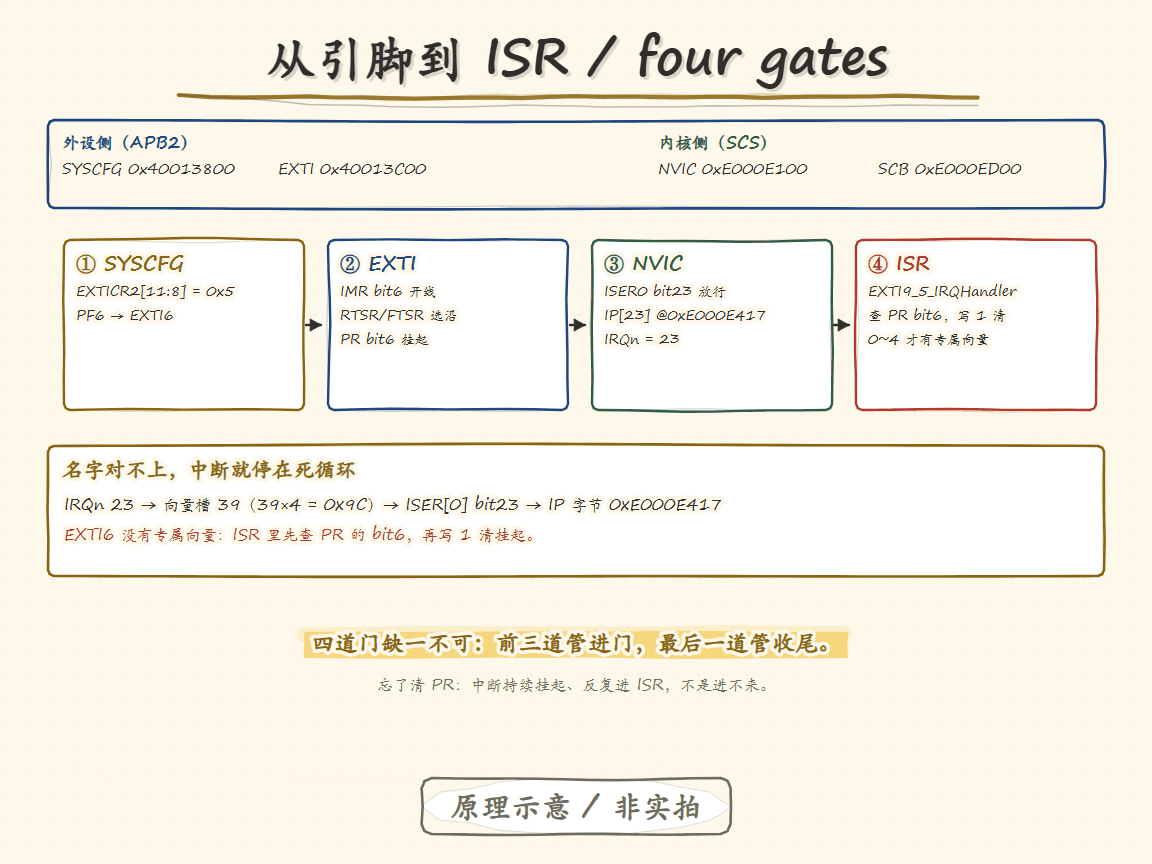 从引脚到 ISR / four gates
外设侧（APB2）
内核侧（SCS）
SYSCFG 0x40013800
EXTI 0x40013C00
NVIC 0xE000E100
SCB 0xE000ED00
① SYSCFG
EXTICR2[11:8] = 0x5
PF6 → EXTI6
② EXTI
IMR bit6 开线
RTSR/FTSR 选沿
PR bit6 挂起
③ NVIC
ISER0 bit23 放行
IP[23] @0xE000E417
IRQn = 23
④ ISR
EXTI9_5_IRQHandler
查 PR bit6，写 1 清
0~4 才有专属向量
名字对不上，中断就停在死循环
IRQn 23 → 向量槽 39（39×4 = 0x9C）→ ISER[0] bit23 → IP 字节 0xE000E417
EXTI6 没有专属向量：ISR 里先查 PR 的 bit6，再写 1 清挂起。
四道门缺一不可：前三道管进门，最后一道管收尾。
忘了清 PR：中断持续挂起、反复进 ISR，不是进不来。
原理示意 / 非实拍